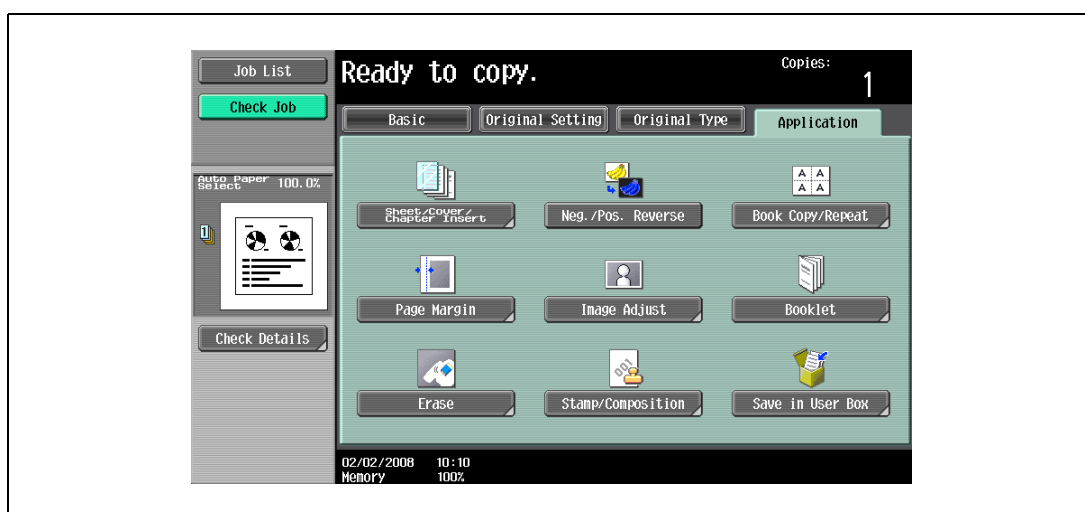 Job List
Check Job
Ready to copy.
Copies:
1
Basic
Original Setting
Original Type
Application
Auto Paper
Select
100.0%
1
Sheet/Cover/
Chapter Insert
Neg./Pos. Reverse
A A
A A
Book Copy/Repeat
Page Margin
Image Adjust
Booklet
Check Details
001
Erase
Stamp/Composition
Save in User Box
02/02/2008 10:10
Memory 100%